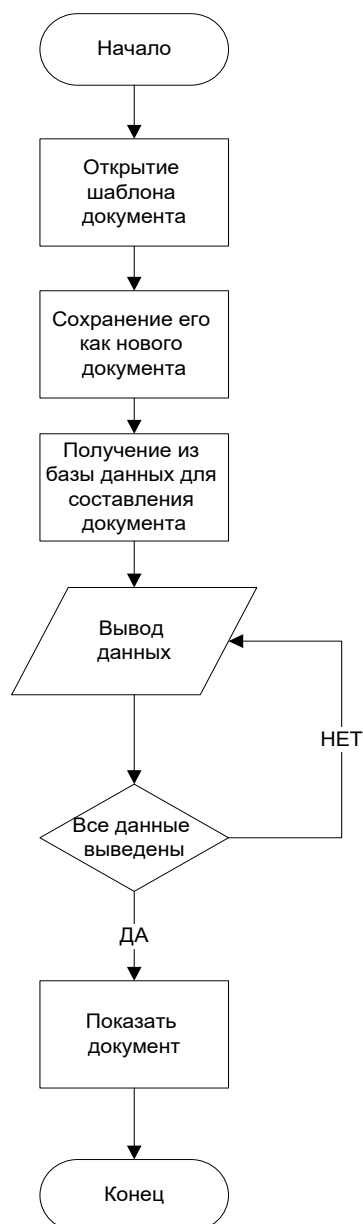 Начало
Открытие
шаблона
документа
Сохранение его
как нового
документа
Получение из
базы данных для
составления
документа
Вывод
данных
НЕТ
Все данные
выведены
ДА
Показать
документ
Конец